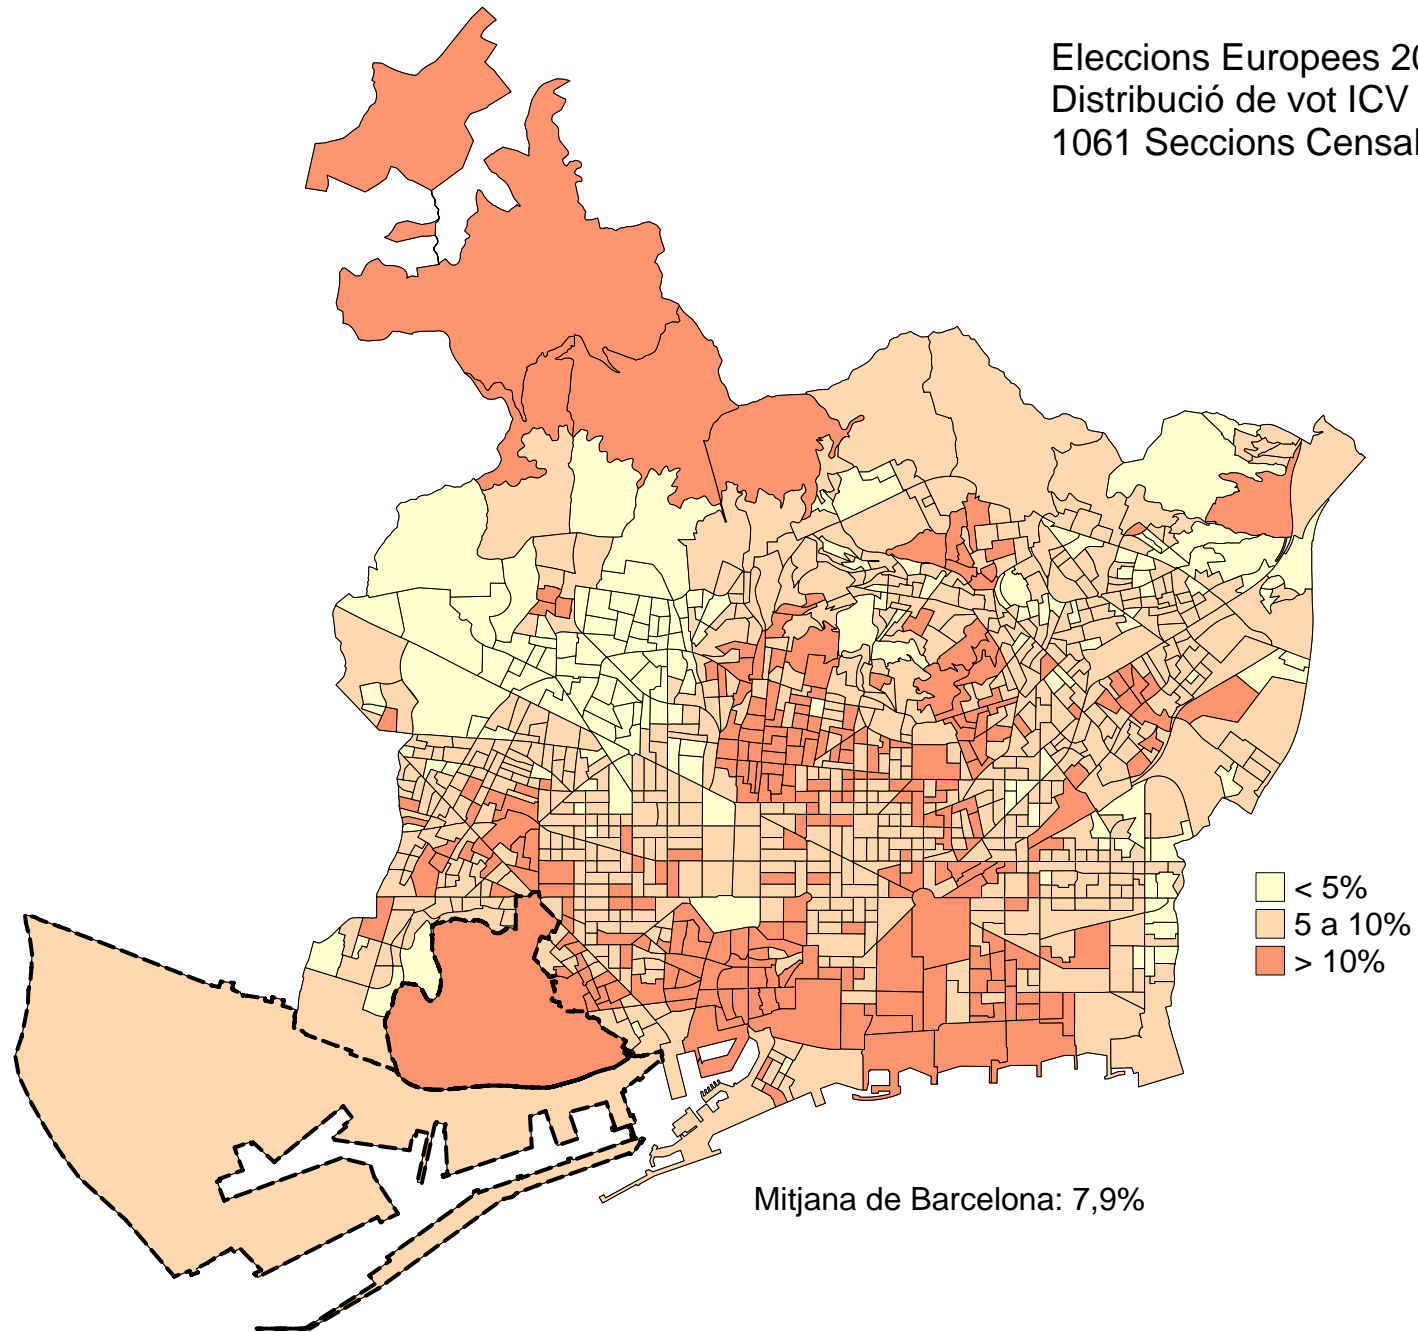 Eleccions Europees 20
Distribució de vot ICV
1061 Seccions Censal
< 5%
5 a 10%
> 10%
Mitjana de Barcelona: 7,9%